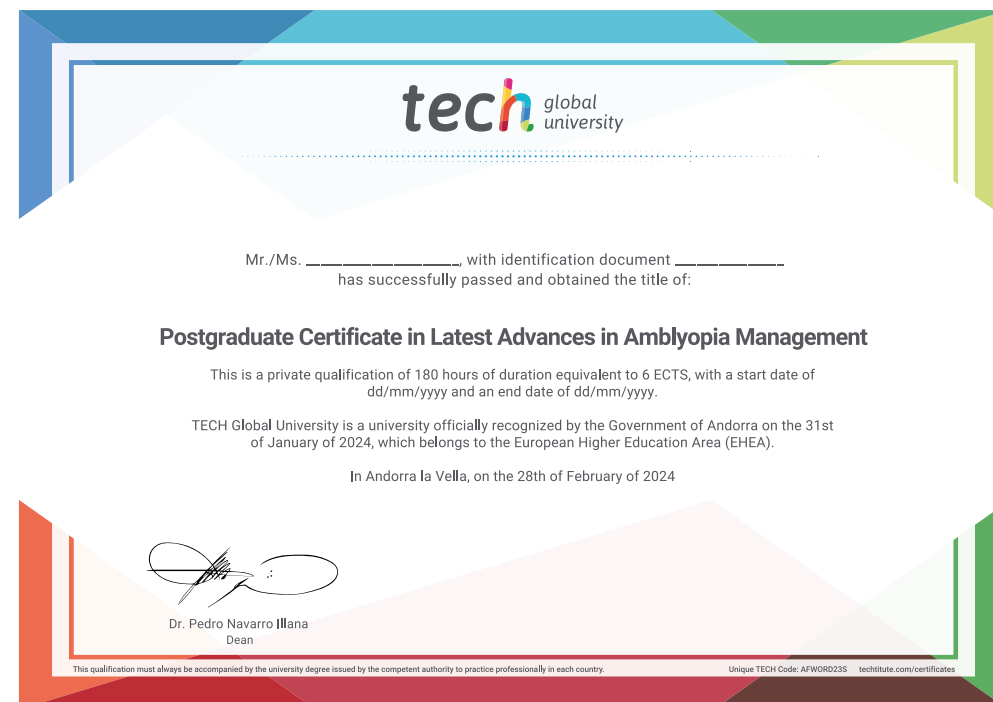 tech global
university
Mr./Ms. ____________________, with identification document ______________
has successfully passed and obtained the title of:
Postgraduate Certificate in Latest Advances in Amblyopia Management
This is a private qualification of 180 hours of duration equivalent to 6 ECTS, with a start date of
dd/mm/yyyy and an end date of dd/mm/yyyy.
TECH Global University is a university officially recognized by the Government of Andorra on the 31st
of January of 2024, which belongs to the European Higher Education Area (EHEA).
In Andorra la Vella, on the 28th of February of 2024
Dr. Pedro Navarro Illana
Dean
This qualification must always be accompanied by the university degree issued by the competent authority to practice professionally in each country.
Unique TECH Code: AFWORD23S techtitute.com/certificates